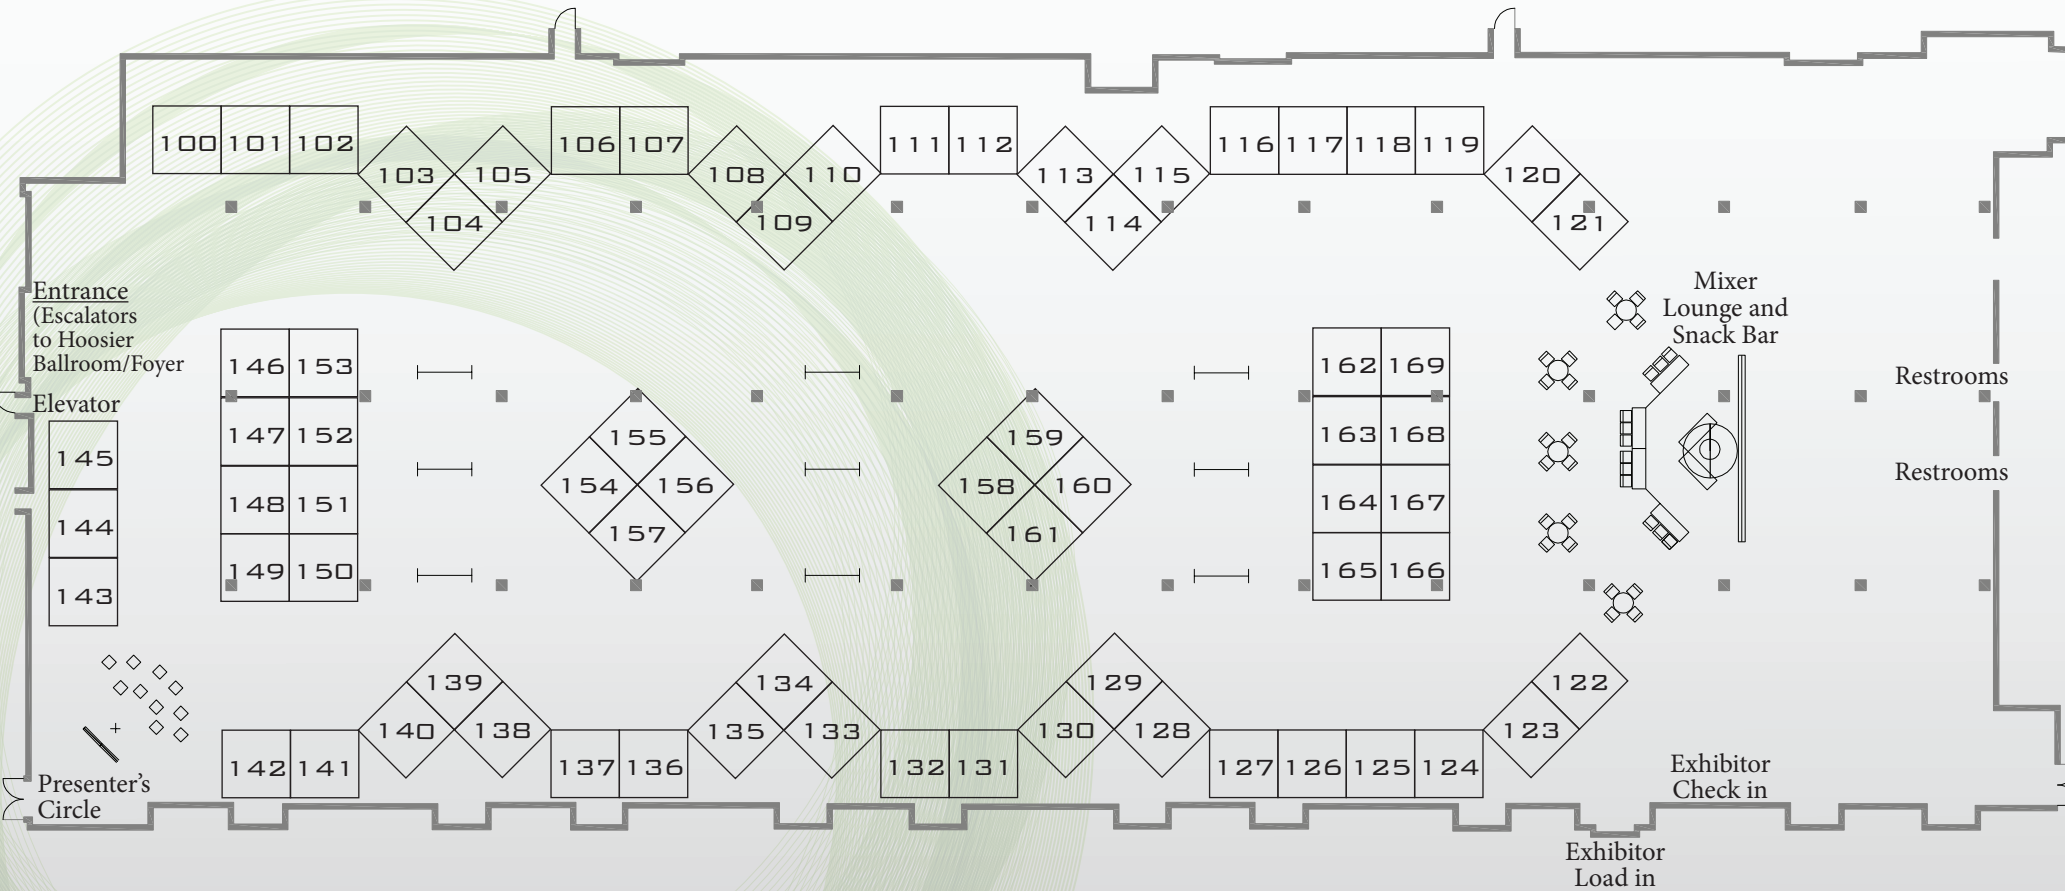 100 101 102 106 107 111 112 116 117 118 119
103 105 108 110 113 115 120
104 109 114 121
Entrance
(Escalators
to Hoosier
Ballroom/Foyer
Elevator
Mixer
Lounge and
Snack Bar
Restrooms
Restrooms
145
144
143
146 153
147 152
148 151
149 150
155
154 156
157
159
158 160
161
162 169
163 168
164 167
165 166
139 134 129 122
140 138 135 133 130 128 123
142 141 137 136 132 131 127 126 125 124
Presenter's
Circle
Exhibitor
Check in
Exhibitor
Load in